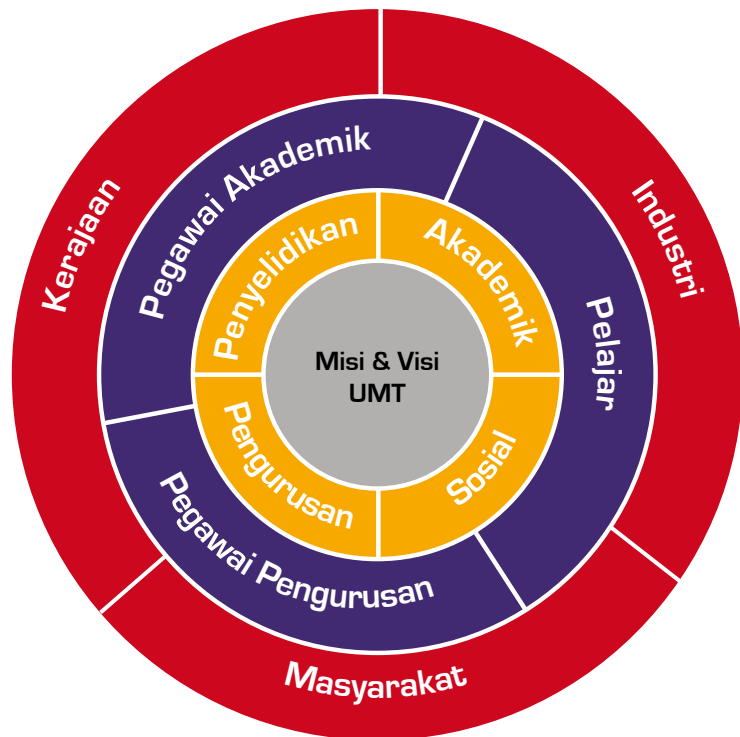 Kerajaan
Industri
Masyarakat
Pegawai Akademik
Pelajar
Pegawai Pengurusan
Penyelidikan
Akademik
Sosial
Pengurusan
Misi & Visi
UMT